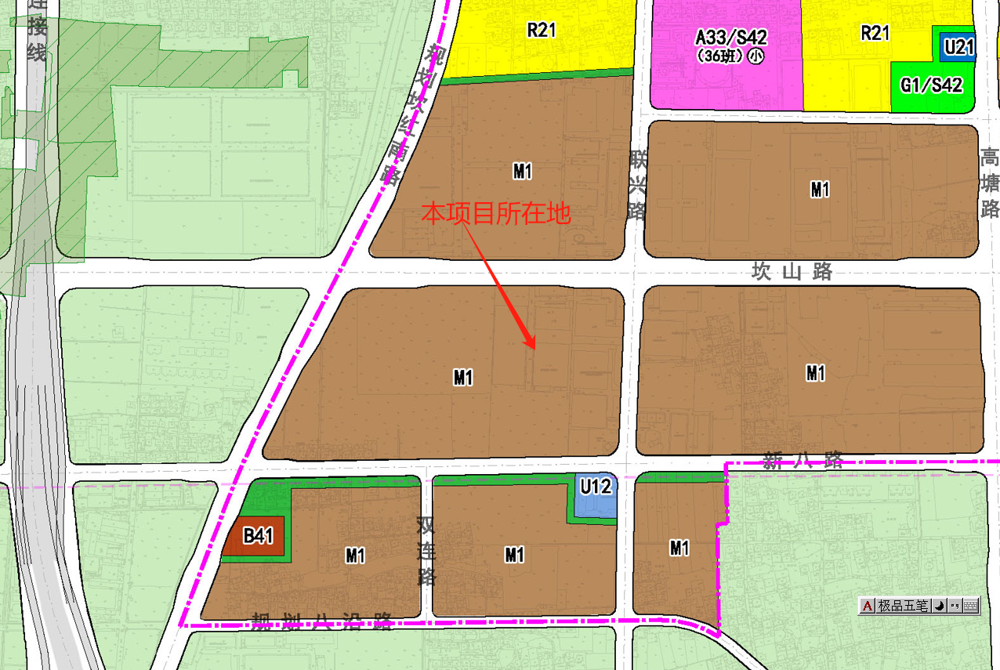 连接线
R21
A33/S42
（36班）小
R21
U21
G1/S42
规划坎红南路
M1
联兴路
M1
高塘路
本项目所在地
坎山路
M1
M1
新八路
U12
B41
双连路
M1
M1
M1
A 极品五笔
规划八沿路